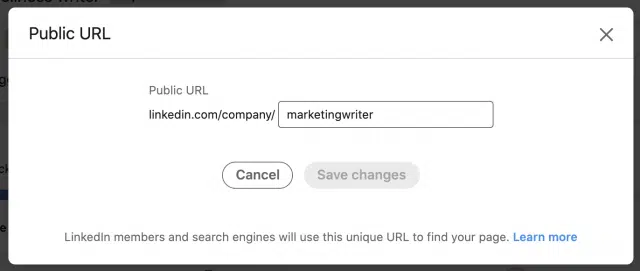 Public URL
Public URL
linkedin.com/company/ marketingwriter
Cancel Save changes
LinkedIn members and search engines will use this unique URL to find your page. Learn more